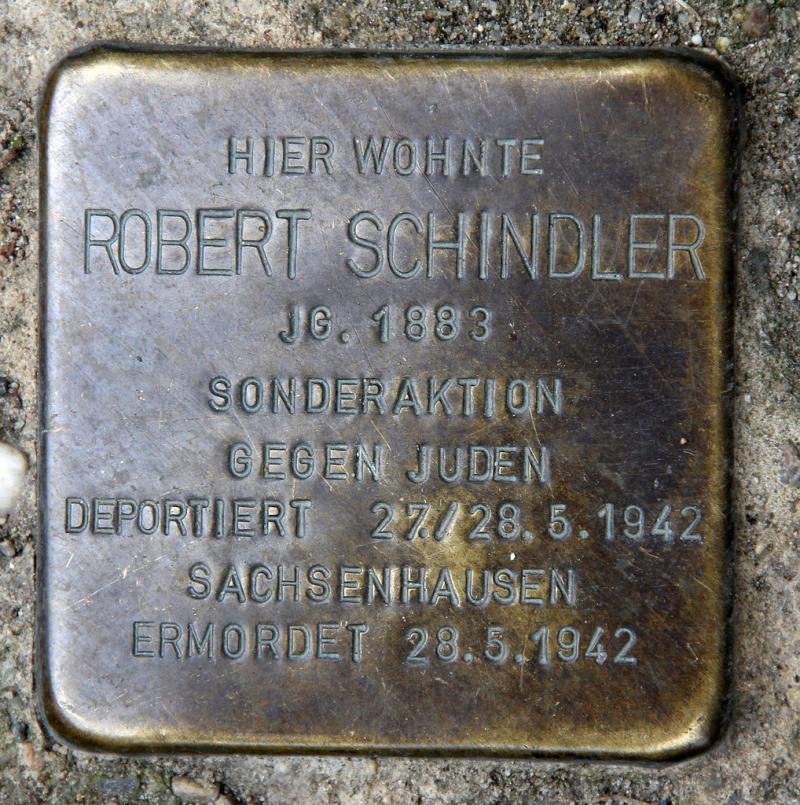 HIER WOHNTE
ROBERT SCHINDLER
JG. 1883
SONDERAKTION
GEGEN JUDEN
DEPORTIERT 27./28.5.1942
SACHSENHAUSEN
ERMORDET 28.5.1942